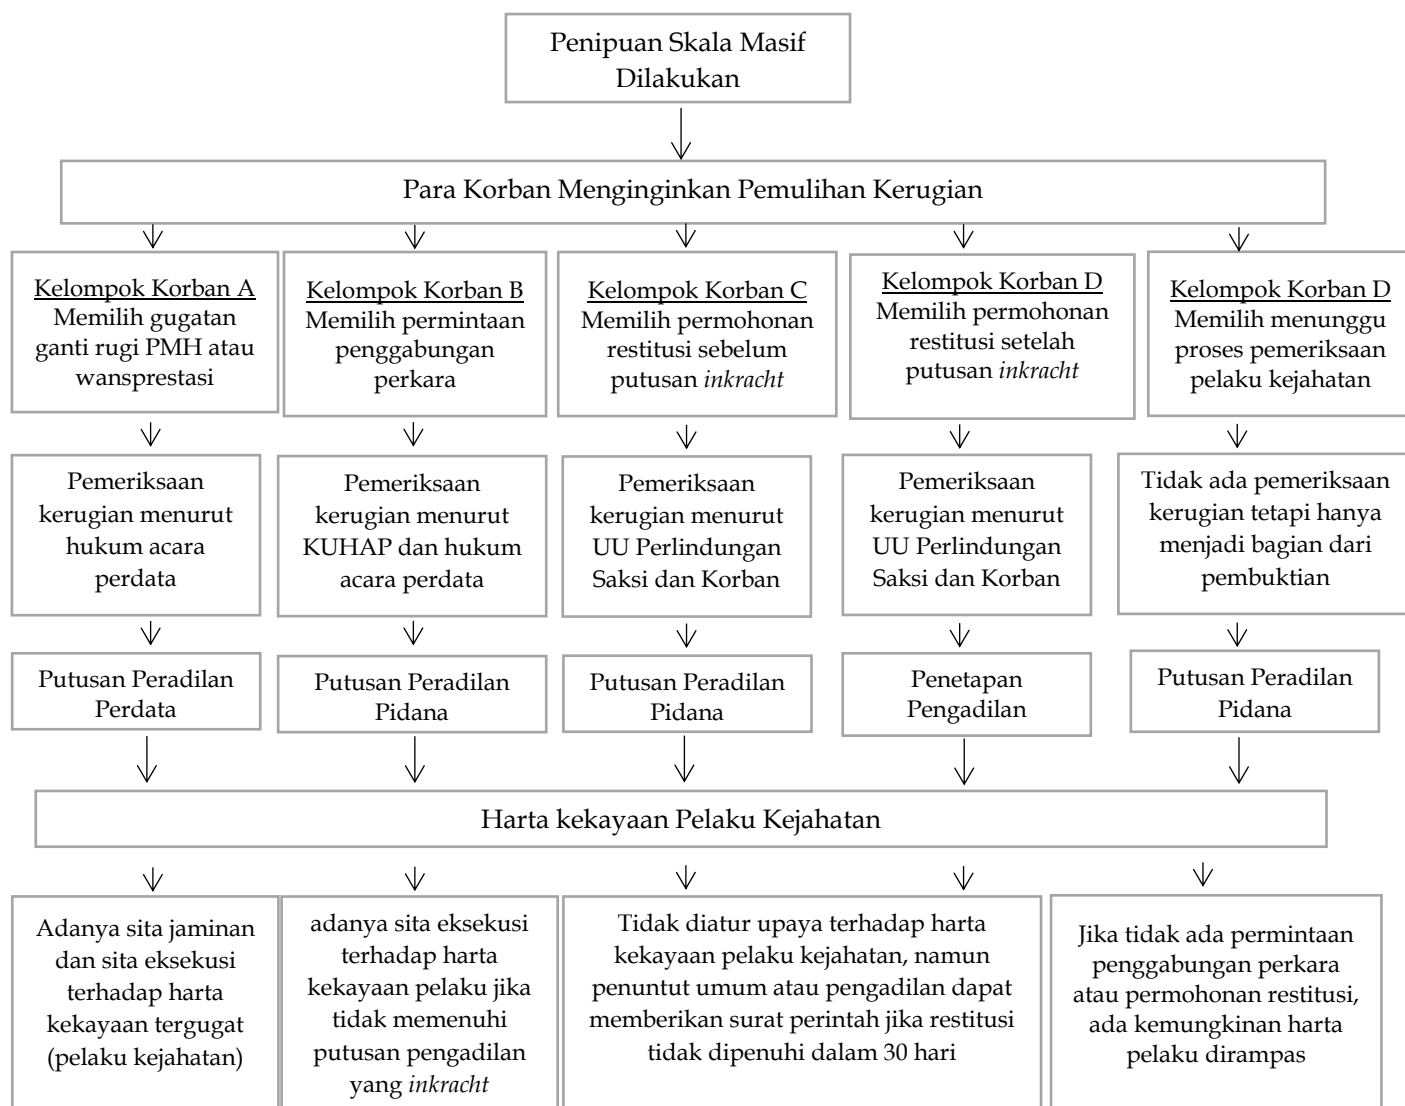 Penipuan Skala Masif
Dilakukan
Para Korban Menginginkan Pemulihan Kerugian
Kelompok Korban A
Memilih gugatan
ganti rugi PMH atau
wansprestasi
Kelompok Korban B
Memilih permintaan
penggabungan
perkara
Kelompok Korban C
Memilih permohonan
restitusi sebelum
putusan inkracht
Kelompok Korban D
Memilih permohonan
restitusi setelah
putusan inkracht
Kelompok Korban D
Memilih menunggu
proses pemeriksaan
pelaku kejahatan
Pemeriksaan
kerugian menurut
hukum acara
perdata
Pemeriksaan
kerugian menurut
KUHAP dan hukum
acara perdata
Pemeriksaan
kerugian menurut
UU Perlindungan
Saksi dan Korban
Pemeriksaan
kerugian menurut
UU Perlindungan
Saksi dan Korban
Tidak ada pemeriksaan
kerugian tetapi hanya
menjadi bagian dari
pembuktian
Putusan Peradilan
Perdata
Putusan Peradilan
Pidana
Putusan Peradilan
Pidana
Penetapan
Pengadilan
Putusan Peradilan
Pidana
Harta kekayaan Pelaku Kejahatan
Adanya sita jaminan
dan sita eksekusi
terhadap harta
kekayaan tergugat
(pelaku kejahatan)
adanya sita eksekusi
terhadap harta
kekayaan pelaku jika
tidak memenuhi
putusan pengadilan
yang inkracht
Tidak diatur upaya terhadap harta
kekayaan pelaku kejahatan, namun
penuntut umum atau pengadilan dapat
memberikan surat perintah jika restitusi
tidak dipenuhi dalam 30 hari
Jika tidak ada permintaan
penggabungan perkara
atau permohonan restitusi,
ada kemungkinan harta
pelaku dirampas